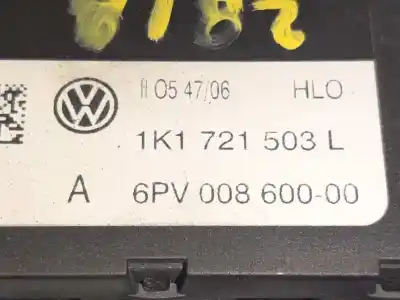 II 05 47/06 HLO
1K1 721 503 L
A 6PV 008 600-00